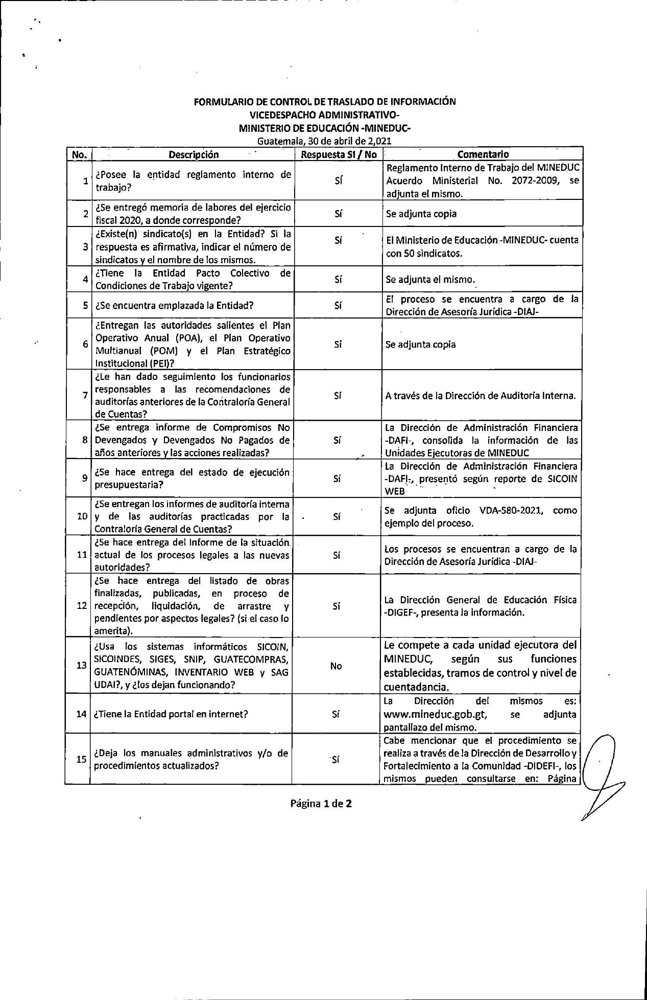 FORMULARIO DE CONTROL DE TRASLADO DE INFORMACIÓN
VICEDESPACHO ADMINISTRATIVO-
MINISTERIO DE EDUCACIÓN -MINEDUC-
Guatemala, 30 de abril de 2,021
No. Descripción Respuesta SI / No Comentario
1 ¿Posee la entidad reglamento interno de
trabajo?
Sí
Reglamento Interno de Trabajo del MINEDUC
Acuerdo Ministerial No. 2072-2009, se
adjunta el mismo.
2 ¿Se entregó memoria de labores del ejercicio
fiscal 2020, a donde corresponde?
Sí
Se adjunta copia
3 ¿Existe(n) sindicato(s) en la Entidad? Si la
respuesta es afirmativa, indicar el número de
sindicatos y el nombre de los mismos.
Sí
El Ministerio de Educación -MINEDUC- cuenta
con 50 sindicatos.
4 ¿Tiene la Entidad Pacto Colectivo de
Condiciones de Trabajo vigente?
Sí
Se adjunta el mismo.
5 ¿Se encuentra emplazada la Entidad?
Sí
El proceso se encuentra a cargo de la
Dirección de Asesoría Jurídica -DIAJ-
6 ¿Entregan las autoridades salientes el Plan
Operativo Anual (POA), el Plan Operativo
Multianual (POM) y el Plan Estratégico
Institucional (PEI)?
Sí
Se adjunta copia
7 ¿Le han dado seguimiento los funcionarios
responsables a las recomendaciones de
auditorías anteriores de la Contraloría General
de Cuentas?
Sí
A través de la Dirección de Auditoría Interna.
8 ¿Se entrega informe de Compromisos No
Devengados y Devengados No Pagados de
años anteriores y las acciones realizadas?
Sí
La Dirección de Administración Financiera
-DAFI-, consolida la información de las
Unidades Ejecutoras de MINEDUC
9 ¿Se hace entrega del estado de ejecución
presupuestaria?
Sí
La Dirección de Administración Financiera
-DAFI-, presentó según reporte de SICOIN
WEB
10 ¿Se entregan los informes de auditoría interna
y de las auditorías practicadas por la
Contraloría General de Cuentas?
Sí
Se adjunta oficio VDA-580-2021, como
ejemplo del proceso.
11 ¿Se hace entrega del Informe de la situación
actual de los procesos legales a las nuevas
autoridades?
Sí
Los procesos se encuentran a cargo de la
Dirección de Asesoría Jurídica -DIAJ-
12 ¿Se hace entrega del listado de obras
finalizadas, publicadas, en proceso de
recepción, liquidación, de arrastre y
pendientes por aspectos legales? (si el caso lo
amerita).
Sí
La Dirección General de Educación Física
-DIGEF-, presenta la información.
13 ¿Usa los sistemas informáticos SICOIN,
SICOINDES, SIGES, SNIP, GUATECOMPRAS,
GUATENÓMINAS, INVENTARIO WEB y SAG
UDAI?, y ¿los dejan funcionando?
No
Le compete a cada unidad ejecutora del
MINEDUC, según sus funciones
establecidas, tramos de control y nivel de
cuentadancia.
14 ¿Tiene la Entidad portal en internet?
Sí
La Dirección del mismos es:
www.mineduc.gob.gt, se adjunta
pantallazo del mismo.
15 ¿Deja los manuales administrativos y/o de
procedimientos actualizados?
Sí
Cabe mencionar que el procedimiento se
realiza a través de la Dirección de Desarrollo y
Fortalecimiento a la Comunidad -DIDEFI-, los
mismos pueden consultarse en: Página
Página 1 de 2